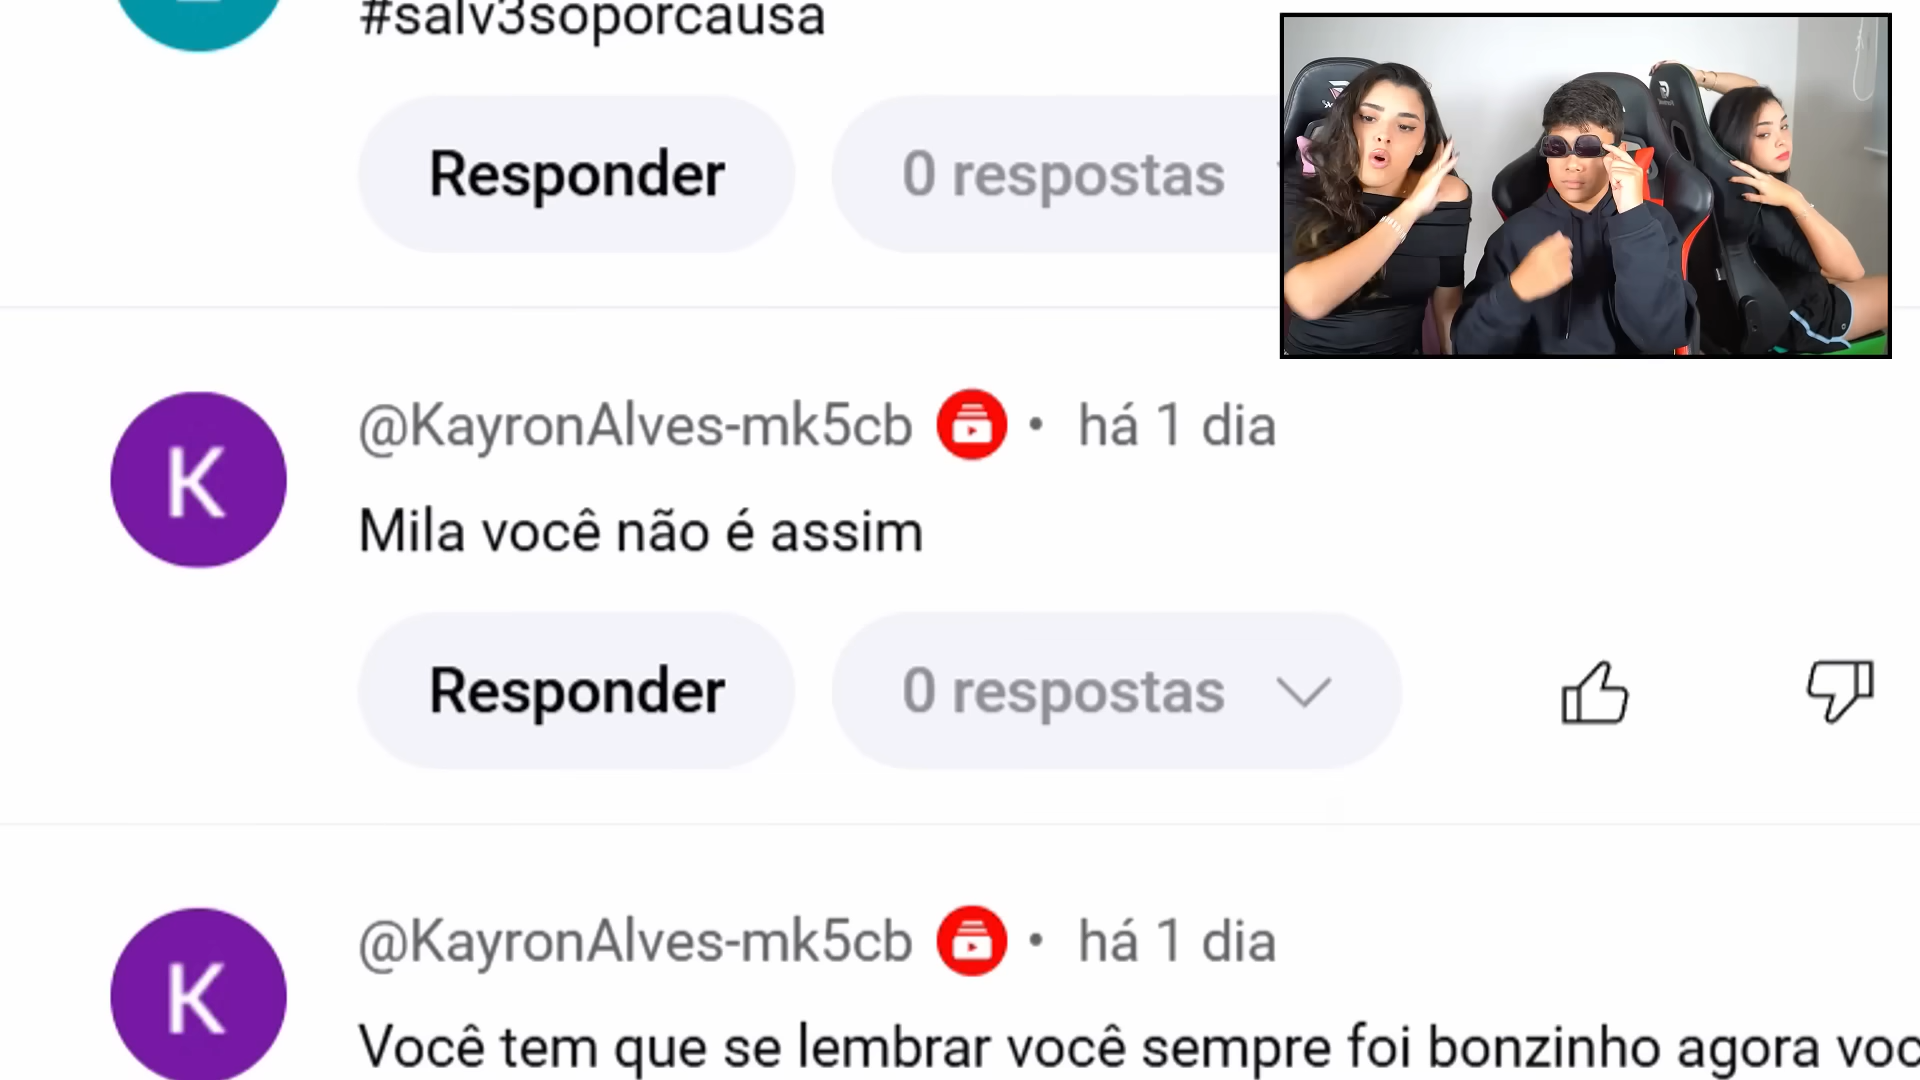 #salv3soporcausa
Responder
0 respostas
K
@KayronAlves-mk5cb • há 1 dia
Mila você não é assim
Responder
0 respostas
K
@KayronAlves-mk5cb • há 1 dia
Você tem que se lembrar você sempre foi bonzinho agora voc